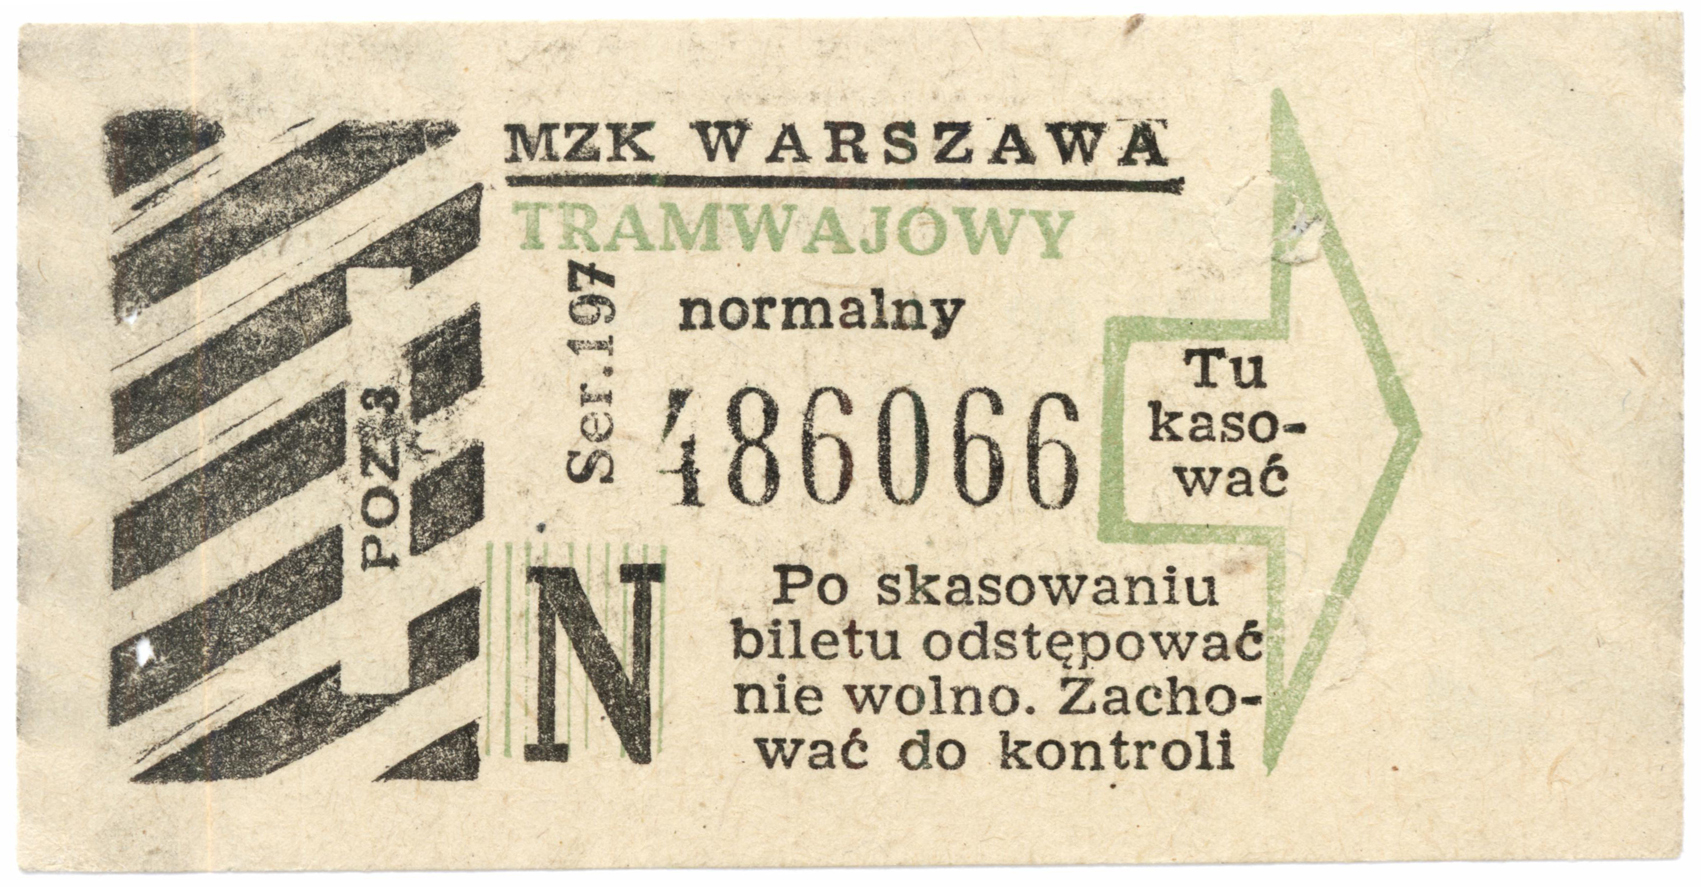 MZK WARSZAWA
TRAMWAJOWY
normalny
Ser. 197
486066
POZ 3
Tu
kaso-
wać
N
Po skasowaniu
biletu odstępować
nie wolno. Zacho-
wać do kontroli